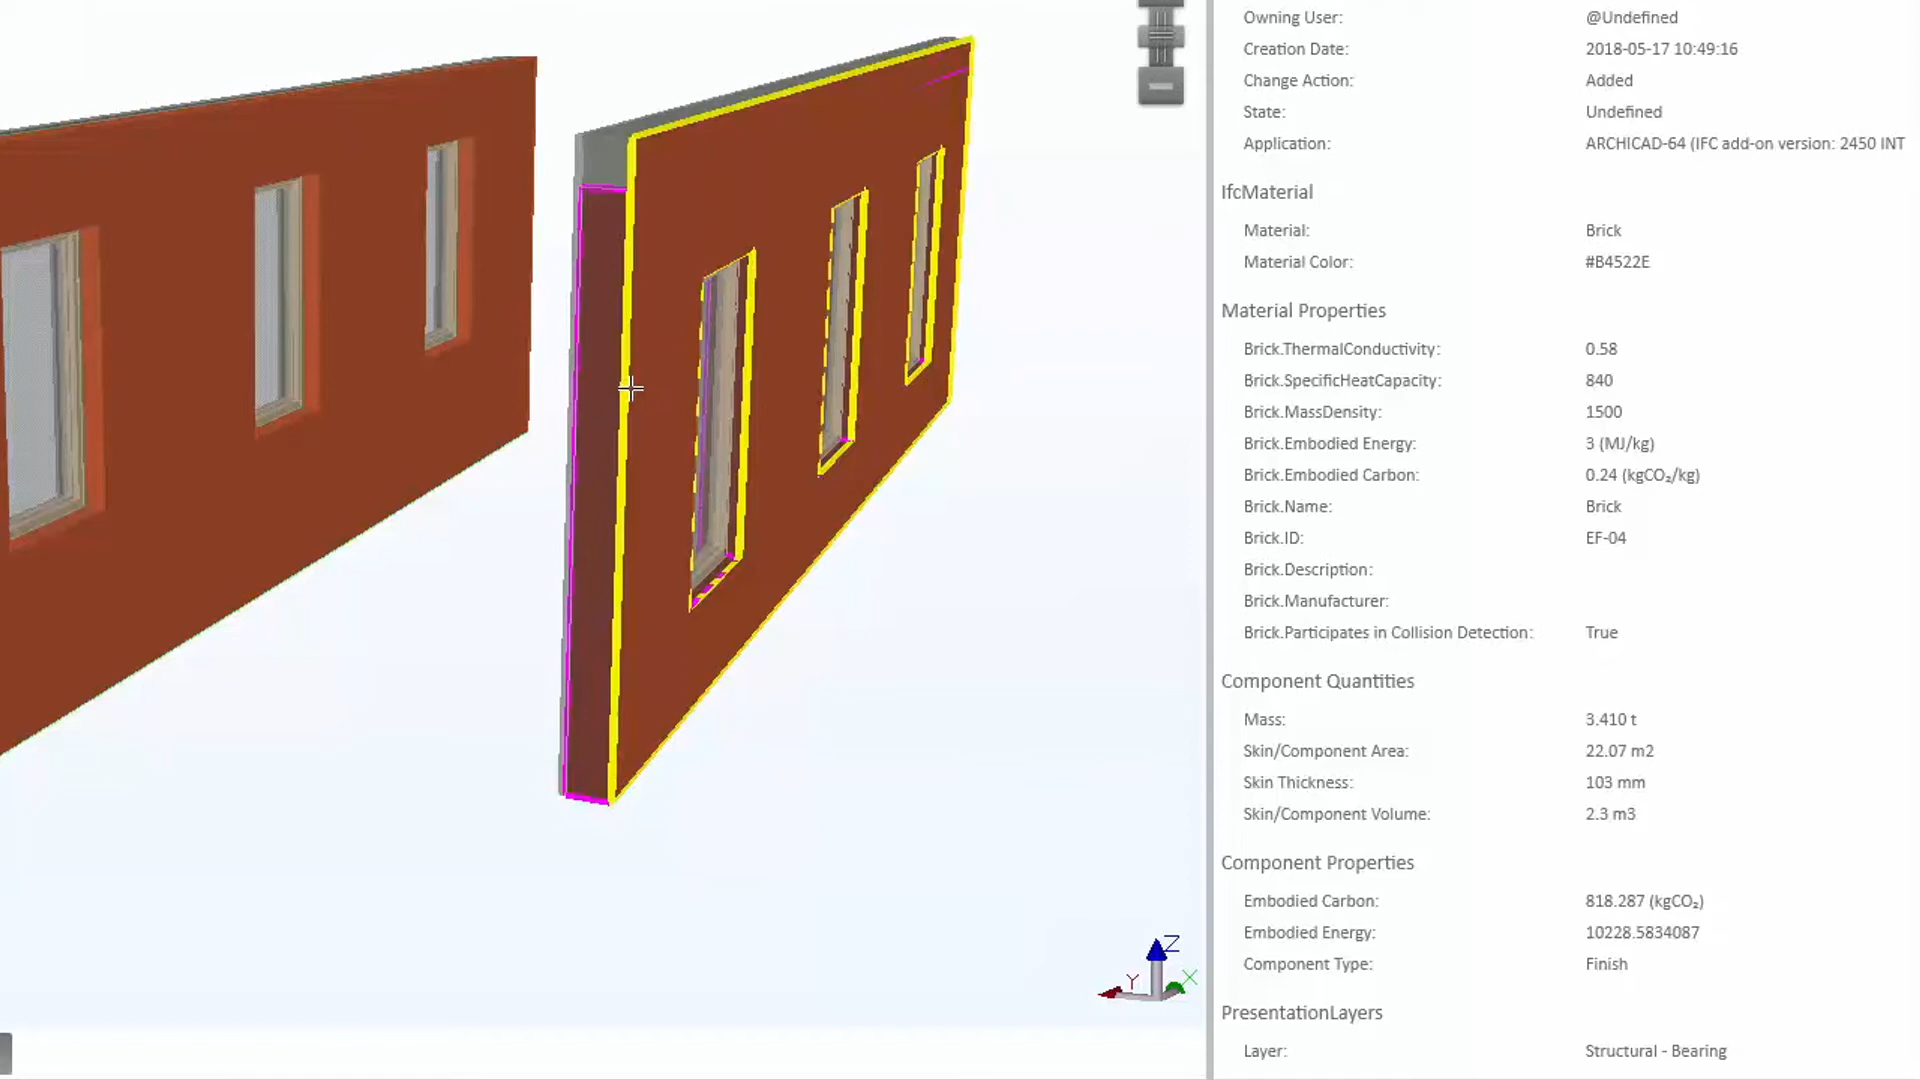 Owning User: @Undefined
Creation Date: 2018-05-17 10:49:16
Change Action: Added
State: Undefined
Application: ARCHICAD-64 (IFC add-on version: 2450 INT
IfcMaterial
Material: Brick
Material Color: #B4522E
Material Properties
Brick.ThermalConductivity: 0.58
Brick.SpecificHeatCapacity: 840
Brick.MassDensity: 1500
Brick.Embodied Energy: 3 (MJ/kg)
Brick.Embodied Carbon: 0.24 (kgCO₂/kg)
Brick.Name: Brick
Brick.ID: EF-04
Brick.Description:
Brick.Manufacturer:
Brick.Participates in Collision Detection: True
Component Quantities
Mass: 3.410 t
Skin/Component Area: 22.07 m2
Skin Thickness: 103 mm
Skin/Component Volume: 2.3 m3
Component Properties
Embodied Carbon: 818.287 (kgCO₂)
Embodied Energy: 10228.5834087
Component Type: Finish
PresentationLayers
Layer: Structural - Bearing
Z
Y
X